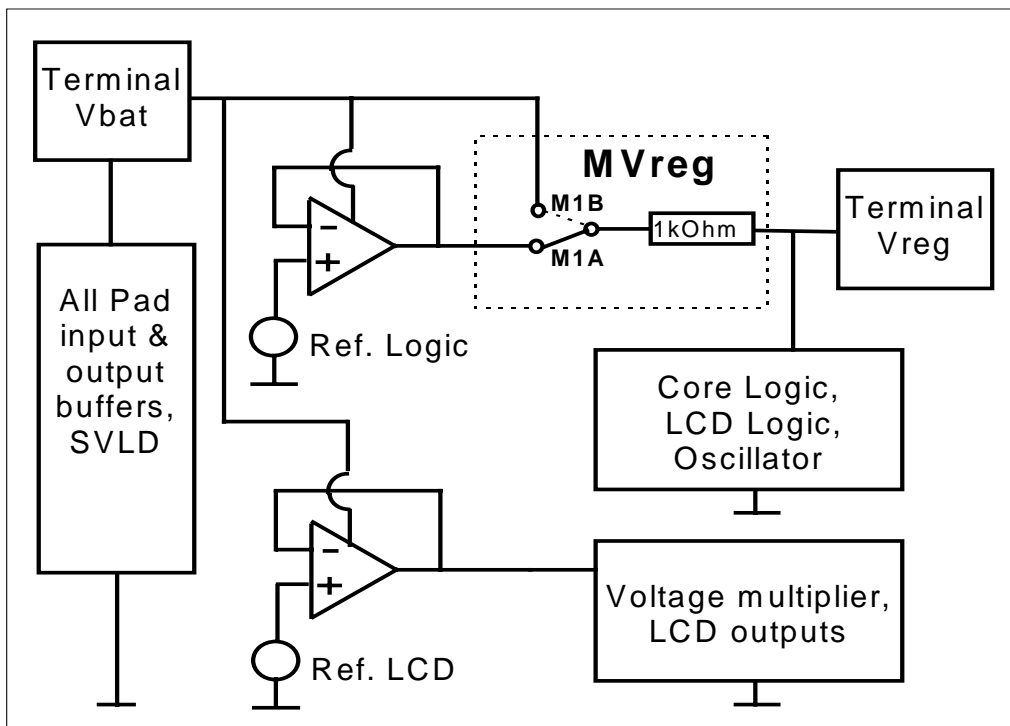 Terminal
Vbat
MVreg
M1B
1kOhm
M1A
Terminal
Vreg
-
+
Ref. Logic
All Pad
input &
output
buffers,
SVLD
Core Logic,
LCD Logic,
Oscillator
-
+
Ref. LCD
Voltage multiplier,
LCD outputs